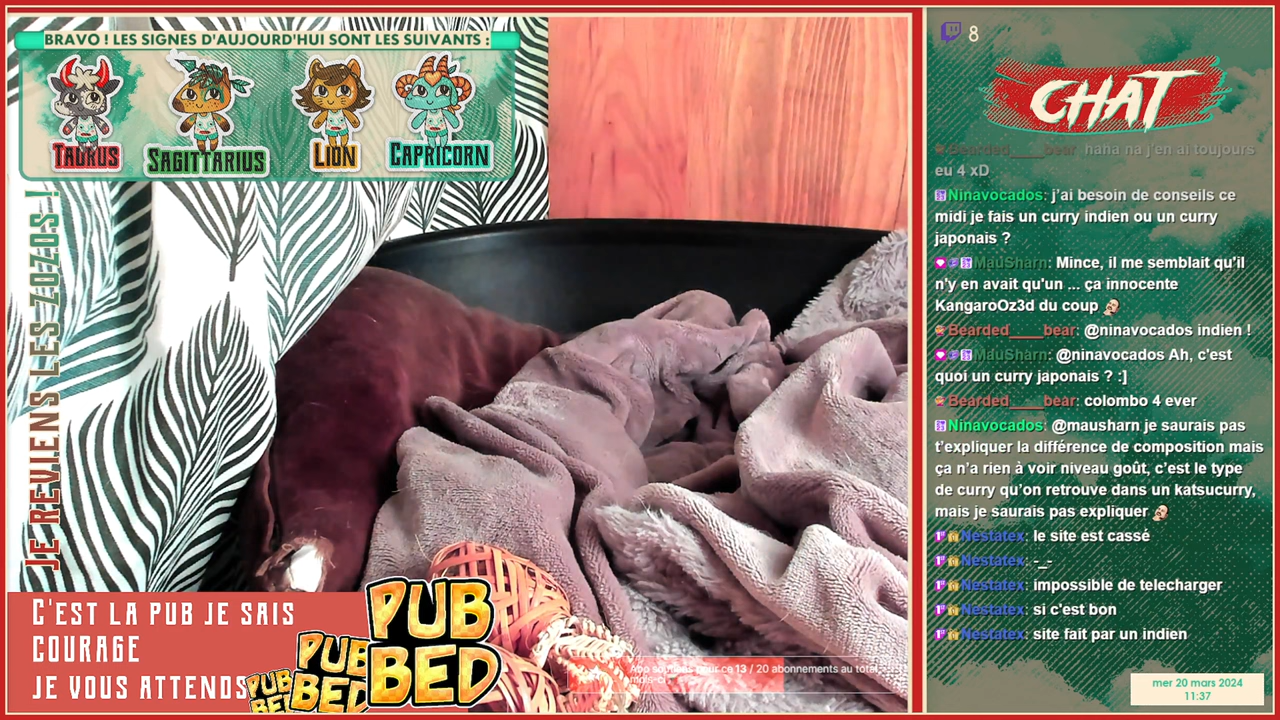 BRAVO ! LES SIGNES D'AUJOURD'HUI SONT LES SUIVANTS :
TAURUS
SAGITTARIUS
LION
CAPRICORN
JE REVIENS LES ZOZOS !
C'EST LA PUB JE SAIS
COURAGE
JE VOUS ATTENDS
PUB
BED
PUB
BED
PUB
BED
soutiens pour ce 13 / 20 abonnements au total
mois-ci
8
CHAT
Bearded____bear: haha na j'en ai toujours
eu 4 xD
Ninavocados: j'ai besoin de conseils ce
midi je fais un curry indien ou un curry
japonais ?
MauSharn: Mince, il me semblait qu'il
n'y en avait qu'un ... ça innocente
KangaroOz3d du coup
Bearded____bear: @ninavocados indien !
MauSharn: @ninavocados Ah, c'est
quoi un curry japonais ? :]
Bearded____bear: colombo 4 ever
Ninavocados: @mausharn je saurais pas
t'expliquer la différence de composition mais
ça n'a rien à voir niveau goût, c'est le type
de curry qu'on retrouve dans un katsucurry,
mais je saurais pas expliquer
Nestatex: le site est cassé
Nestatex: -_-
Nestatex: impossible de telecharger
Nestatex: si c'est bon
Nestatex: site fait par un indien
mer 20 mars 2024
11:37